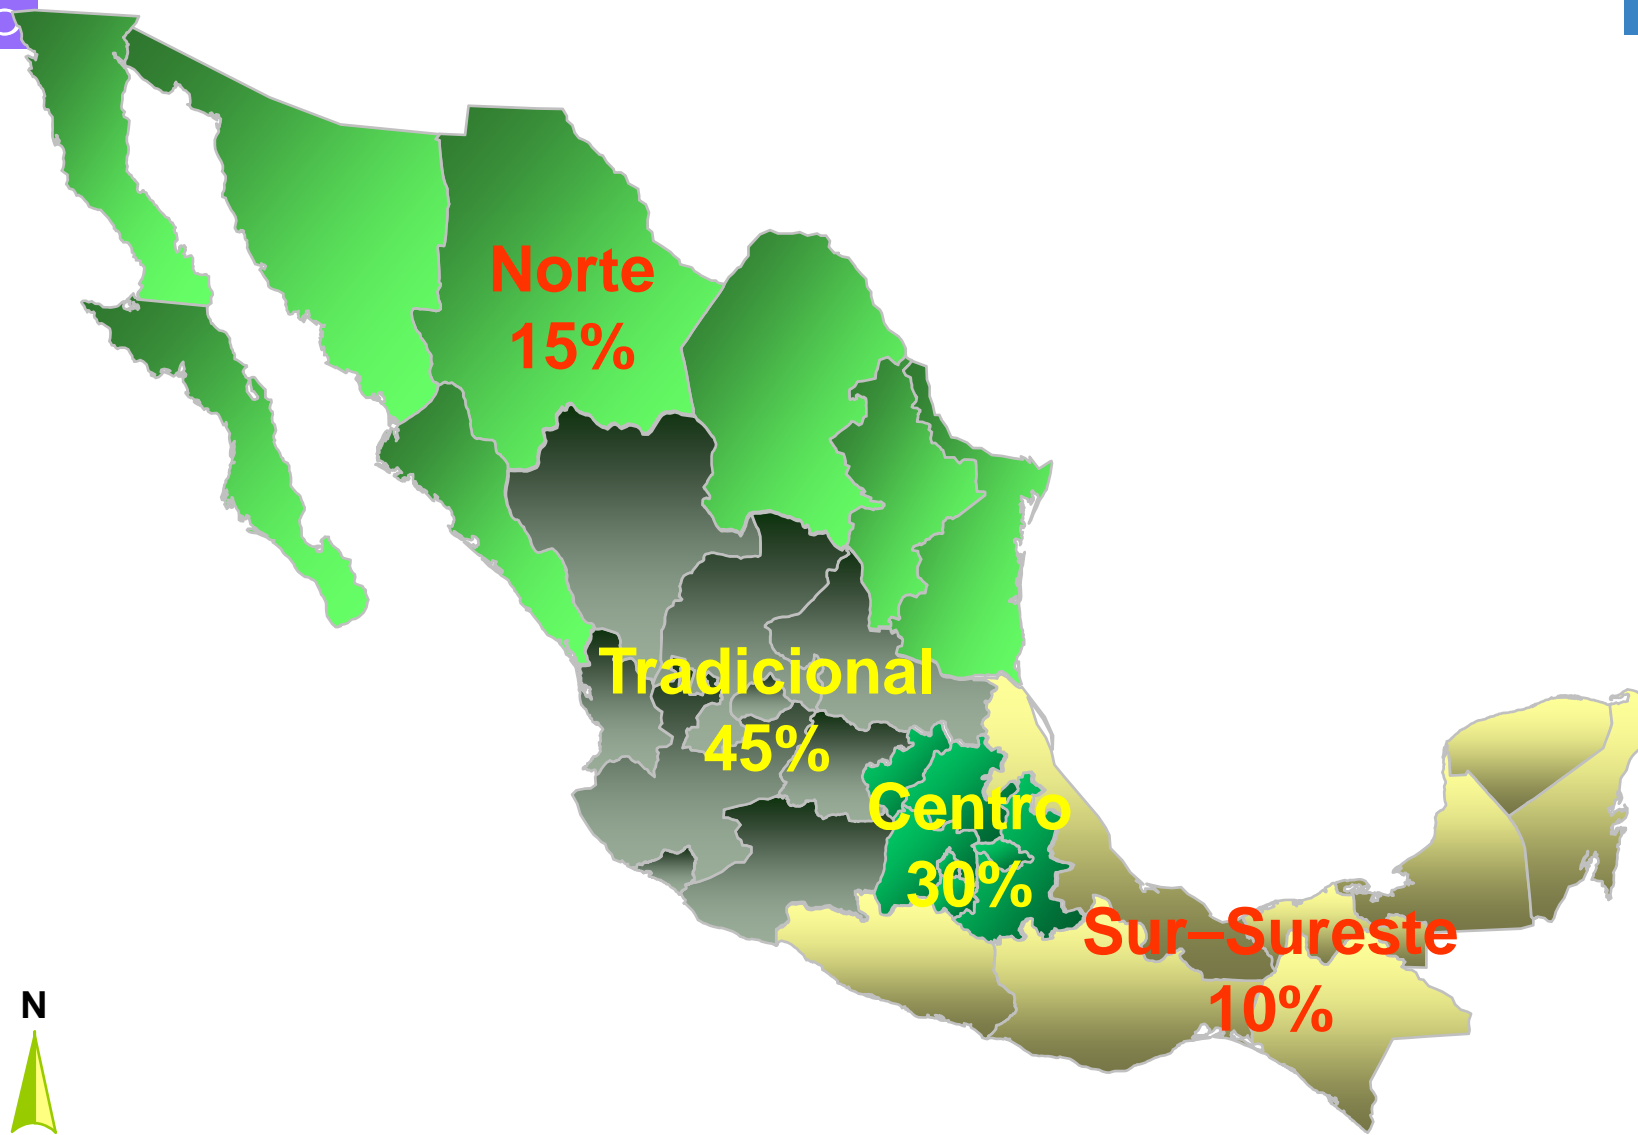 Norte
15%
Tradicional
45%
Centro
30%
Sur–Sureste
10%
N